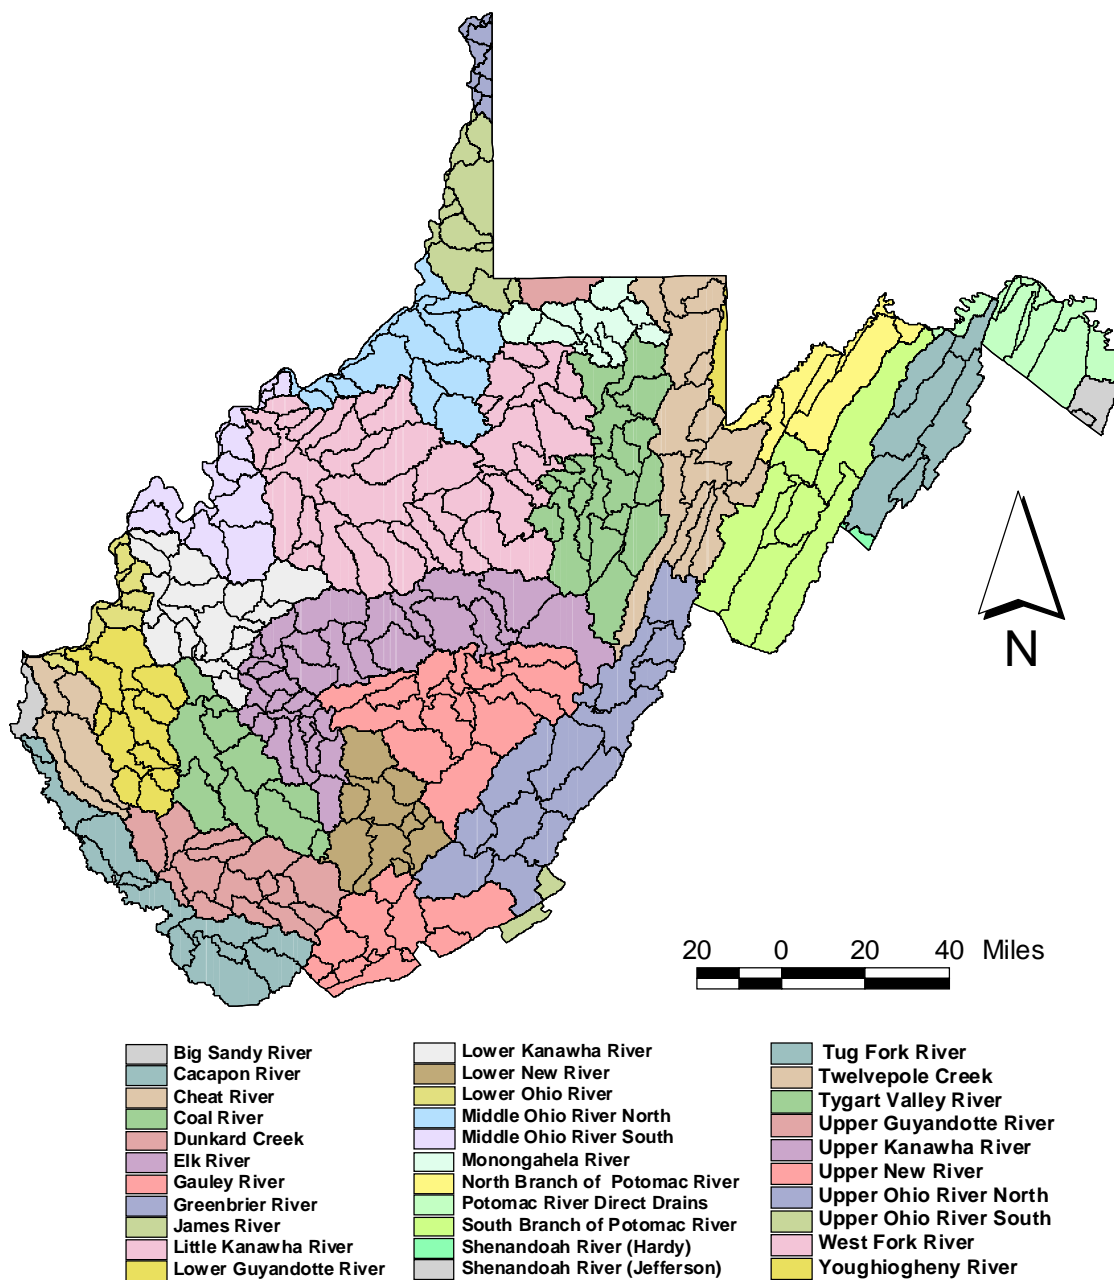 N
20 0 20 40 Miles
Big Sandy River
Cacapon River
Cheat River
Coal River
Dunkard Creek
Elk River
Gauley River
Greenbrier River
James River
Little Kanawha River
Lower Guyandotte River
Lower Kanawha River
Lower New River
Lower Ohio River
Middle Ohio River North
Middle Ohio River South
Monongahela River
North Branch of Potomac River
Potomac River Direct Drains
South Branch of Potomac River
Shenandoah River (Hardy)
Shenandoah River (Jefferson)
Tug Fork River
Twelvepole Creek
Tygart Valley River
Upper Guyandotte River
Upper Kanawha River
Upper New River
Upper Ohio River North
Upper Ohio River South
West Fork River
Youghiogheny River